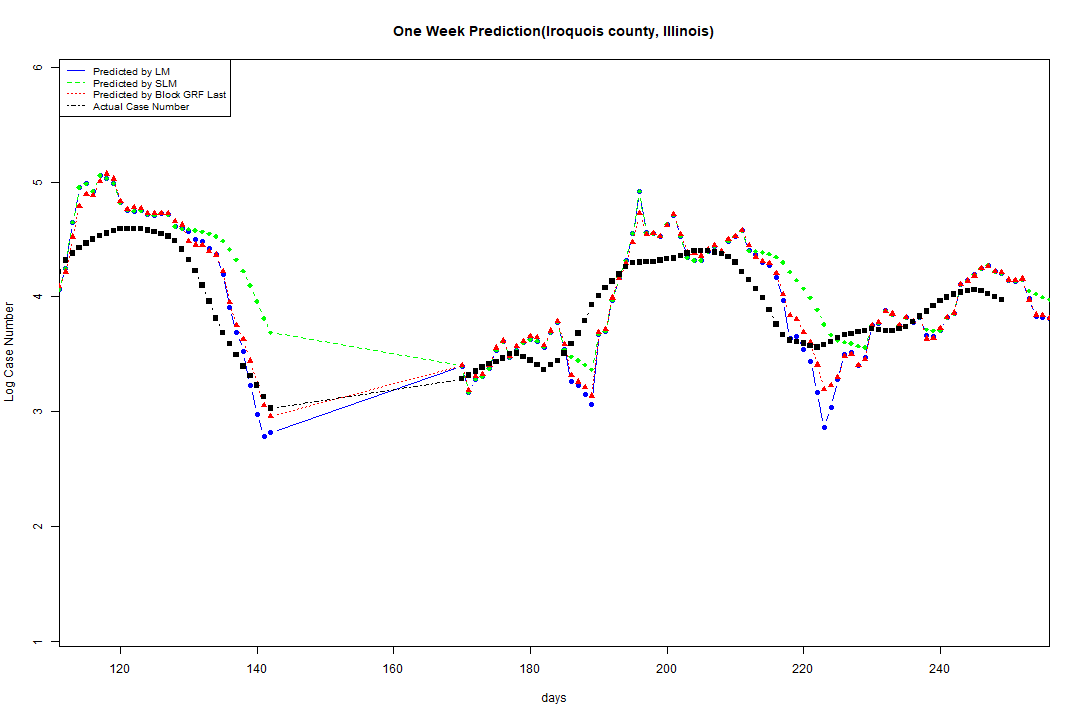 One Week Prediction(Iroquois county, Illinois)
Predicted by LM
Predicted by SLM
Predicted by Block GRF Last
Actual Case Number
6
5
4
3
2
1
Log Case Number
120 140 160 180 200 220 240
days